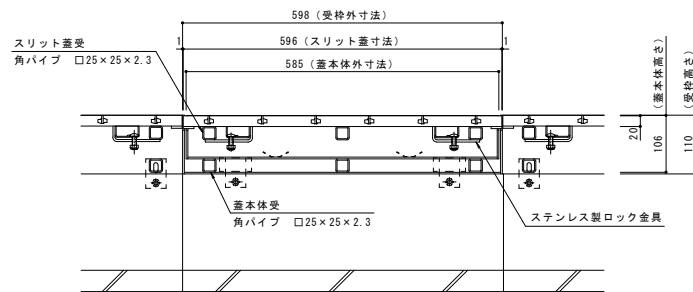 598（受枠外寸法）
スリット蓋受
角パイプ □25×25×2.3
1
596（スリット蓋寸法）
1
585（蓋本体外寸法）
20
106
（蓋本体高さ）
110
（受枠高さ）
蓋本体受
角パイプ □25×25×2.3
ステンレス製ロック金具